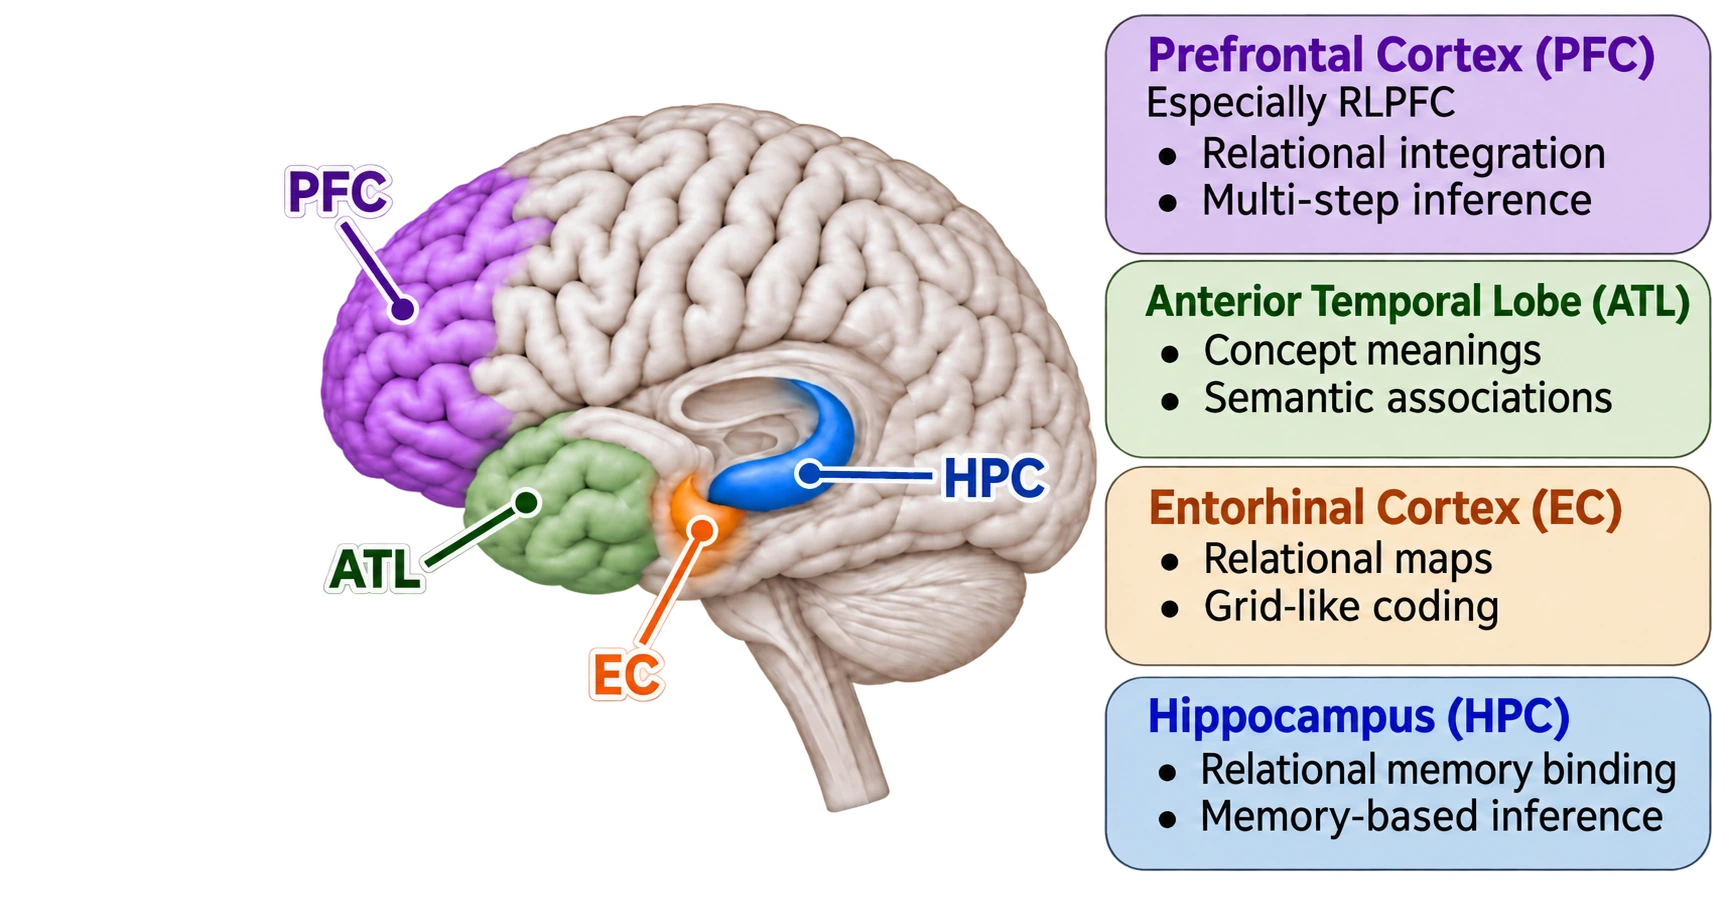 PFC
ATL
EC
HPC
Prefrontal Cortex (PFC)
Especially RLPFC
• Relational integration
• Multi-step inference
Anterior Temporal Lobe (ATL)
• Concept meanings
• Semantic associations
Entorhinal Cortex (EC)
• Relational maps
• Grid-like coding
Hippocampus (HPC)
• Relational memory binding
• Memory-based inference